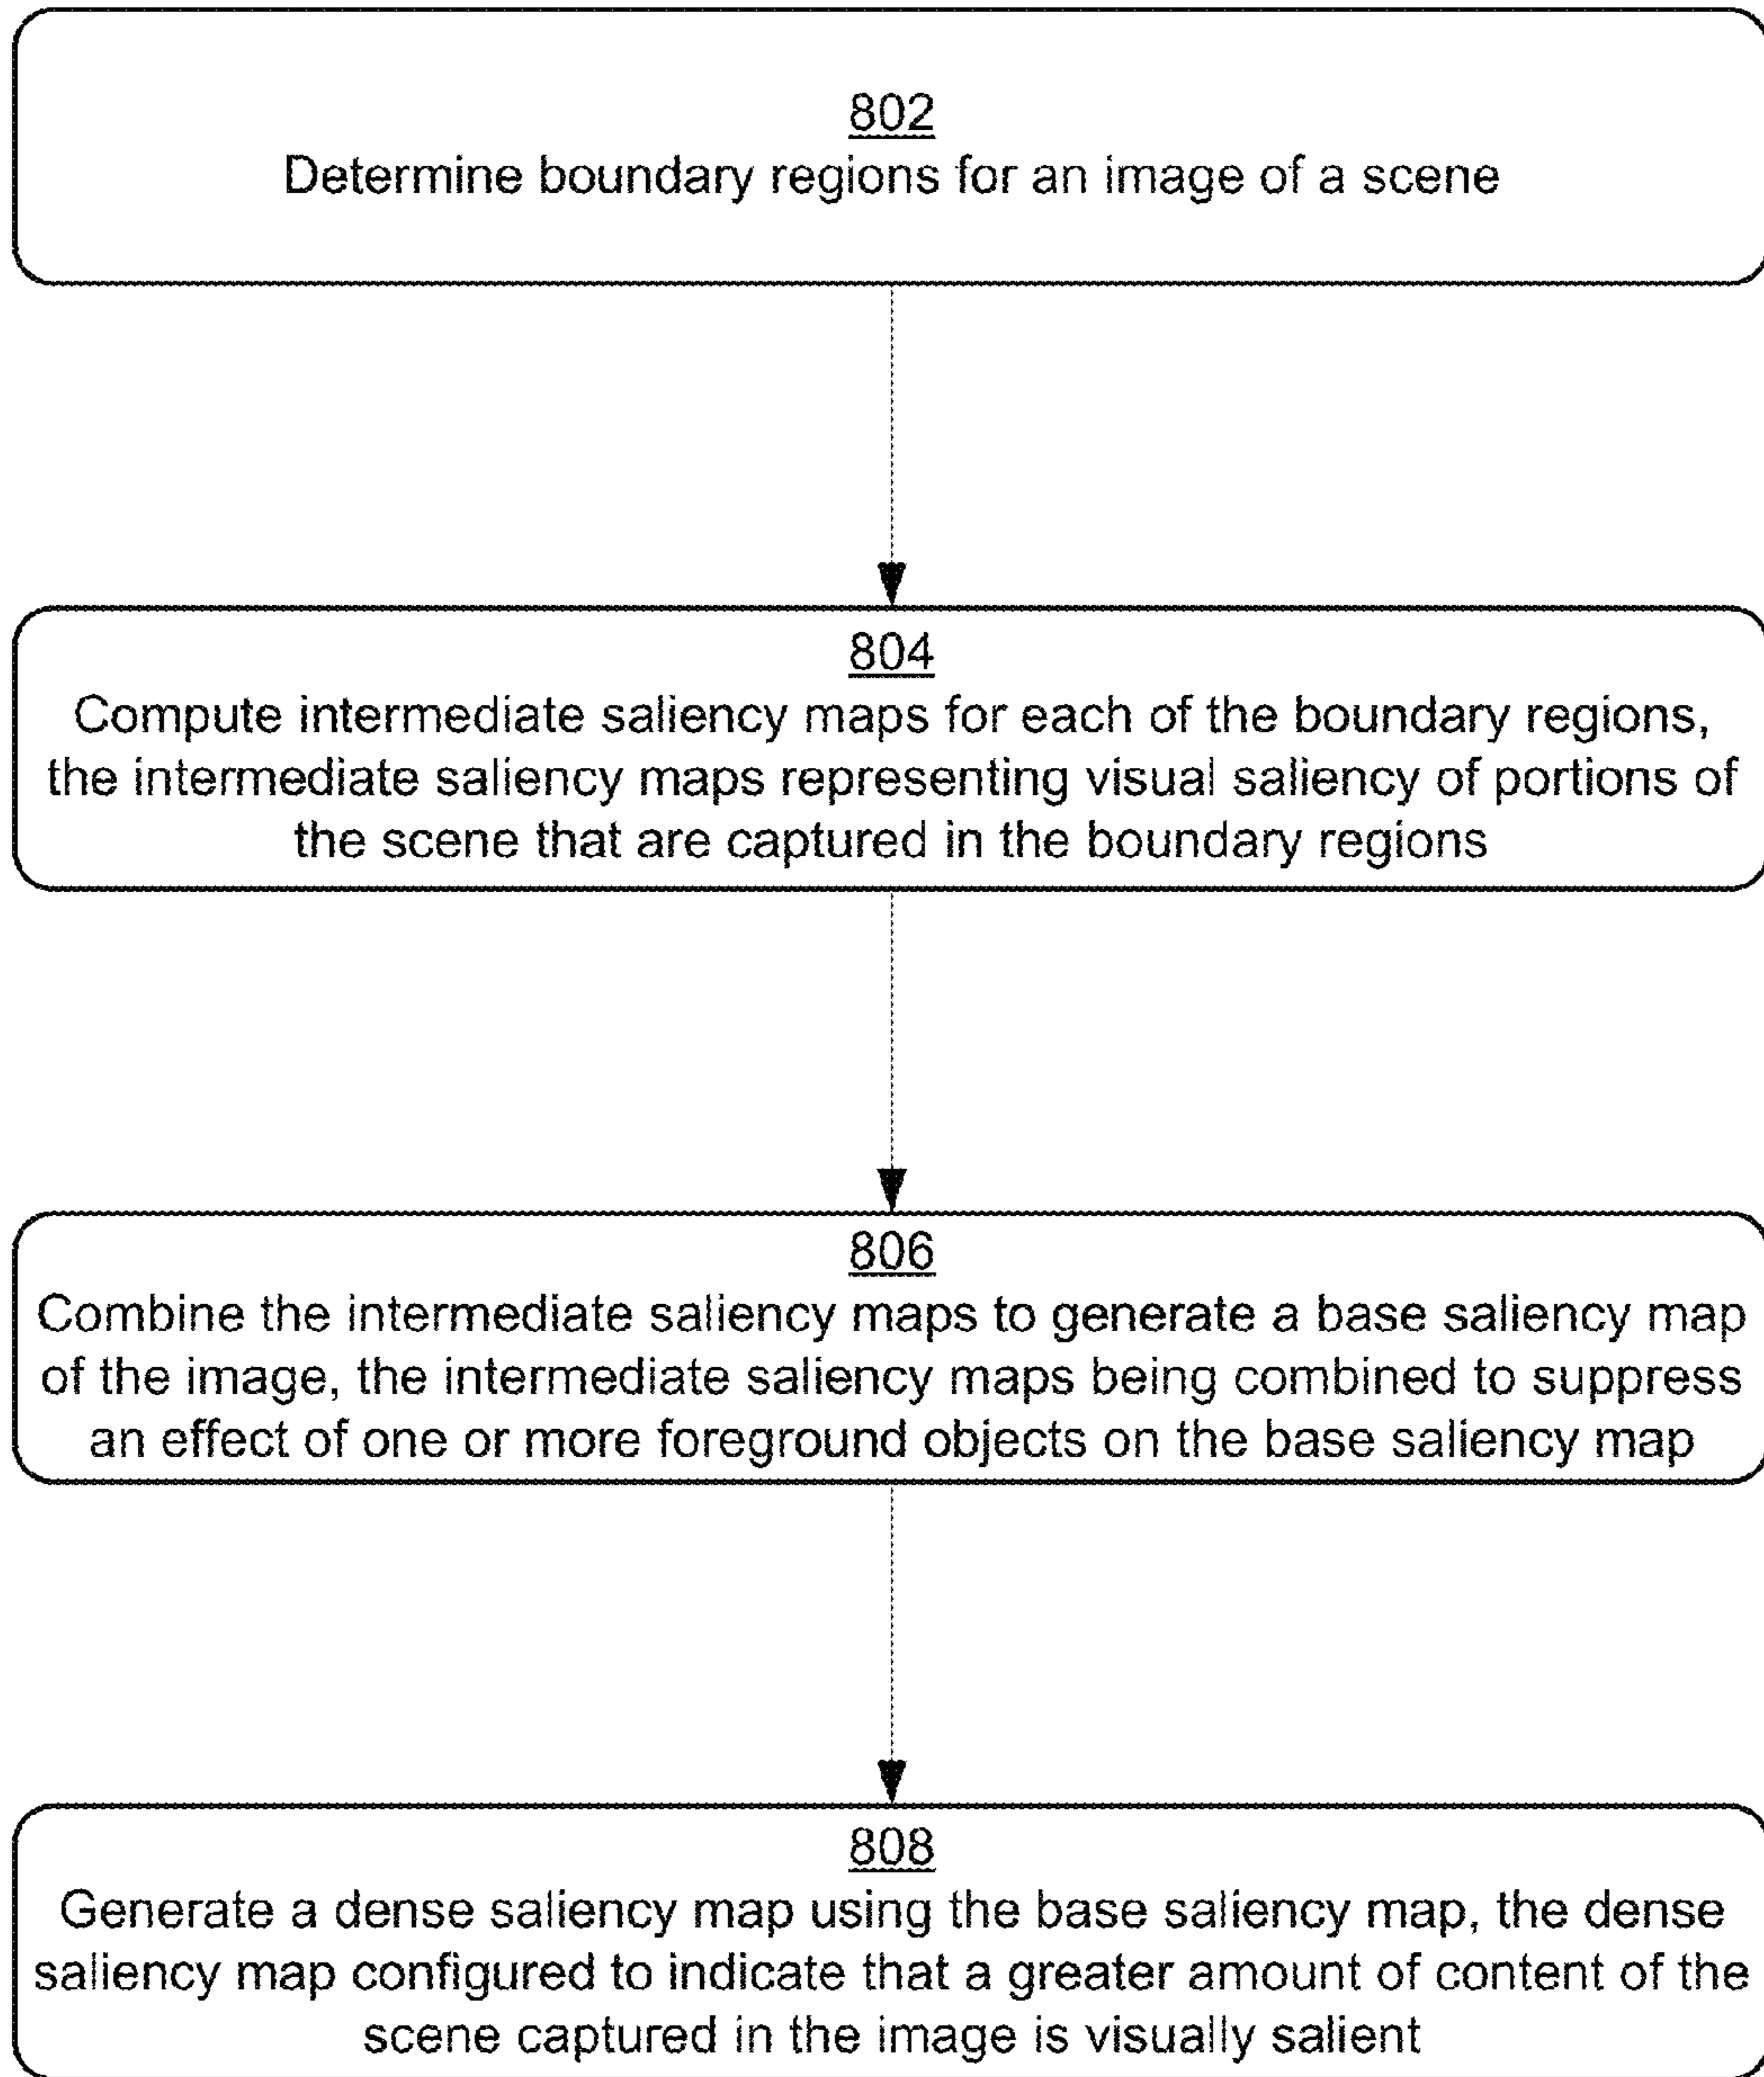 802
Determine boundary regions for an image of a scene
804
Compute intermediate saliency maps for each of the boundary regions,
the intermediate saliency maps representing visual saliency of portions of
the scene that are captured in the boundary regions
806
Combine the intermediate saliency maps to generate a base saliency map
of the image, the intermediate saliency maps being combined to suppress
an effect of one or more foreground objects on the base saliency map
808
Generate a dense saliency map using the base saliency map, the dense
saliency map configured to indicate that a greater amount of content of the
scene captured in the image is visually salient